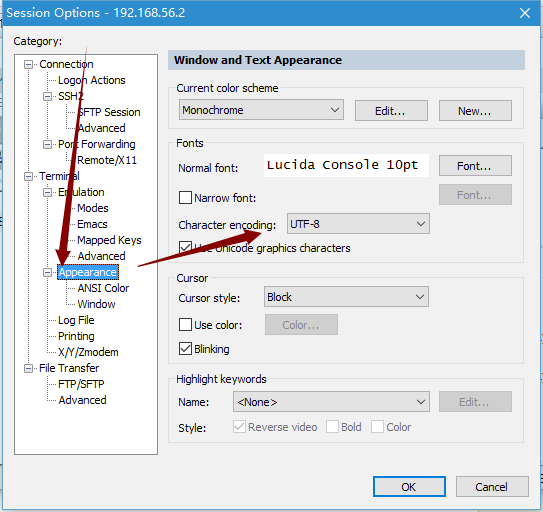 Session Options - 192.168.56.2
Category:
Connection
Logon Actions
SSH2
SFTP Session
Advanced
Port Forwarding
Remote/X11
Terminal
Emulation
Modes
Emacs
Mapped Keys
Advanced
Appearance
ANSI Color
Window
Log File
Printing
X/Y/Zmodem
File Transfer
FTP/SFTP
Advanced
Window and Text Appearance
Current color scheme
Monochrome Edit... New...
Fonts
Normal font: Lucida Console 10pt Font...
Narrow font: Font...
Character encoding: UTF-8
Use Unicode graphics characters
Cursor
Cursor style: Block
Use color: Color...
Blinking
Highlight keywords
Name: <None> Edit...
Style: Reverse video Bold Color
OK Cancel